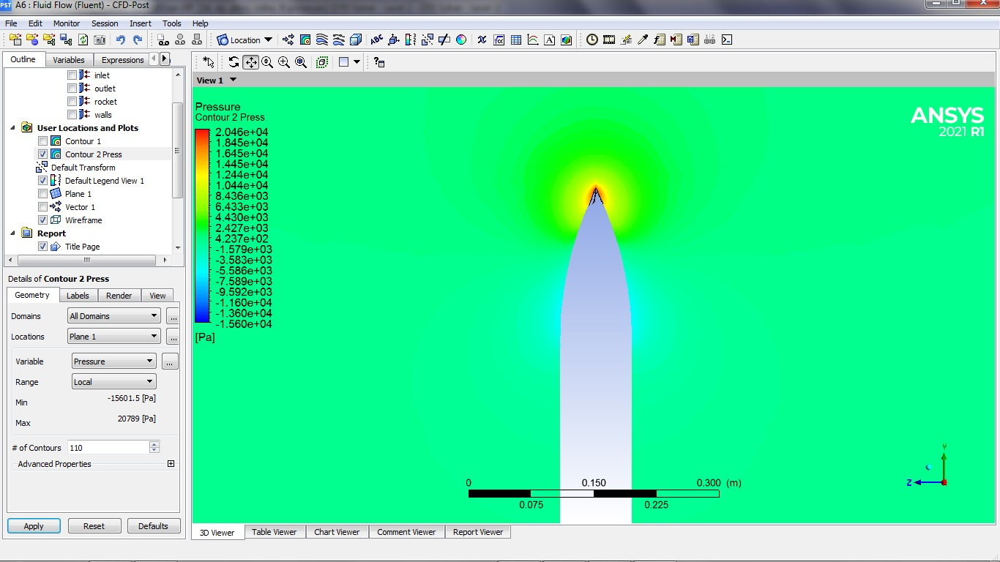 PST A6 : Fluid Flow (Fluent) - CFD-Post
File Edit Monitor Session Insert Tools Help
Location
Outline Variables Expressions
inlet
outlet
rocket
walls
User Locations and Plots
Contour 1
Contour 2 Press
Default Transform
Default Legend View 1
Plane 1
Vector 1
Wireframe
Report
Title Page
Details of Contour 2 Press
Geometry Labels Render View
Domains All Domains ...
Locations Plane 1 ...
Variable Pressure ...
Range Local
Min -15601.5 [Pa]
Max 20789 [Pa]
# of Contours 110
Advanced Properties
Apply Reset Defaults
View 1
Pressure
Contour 2 Press
2.046e+04
1.845e+04
1.645e+04
1.445e+04
1.244e+04
1.044e+04
8.436e+03
6.433e+03
4.430e+03
2.427e+03
4.237e+02
-1.579e+03
-3.583e+03
-5.586e+03
-7.589e+03
-9.592e+03
-1.160e+04
-1.360e+04
-1.560e+04
[Pa]
ANSYS
2021 R1
0 0.150 0.300 (m)
0.075 0.225
Y
Z
3D Viewer Table Viewer Chart Viewer Comment Viewer Report Viewer